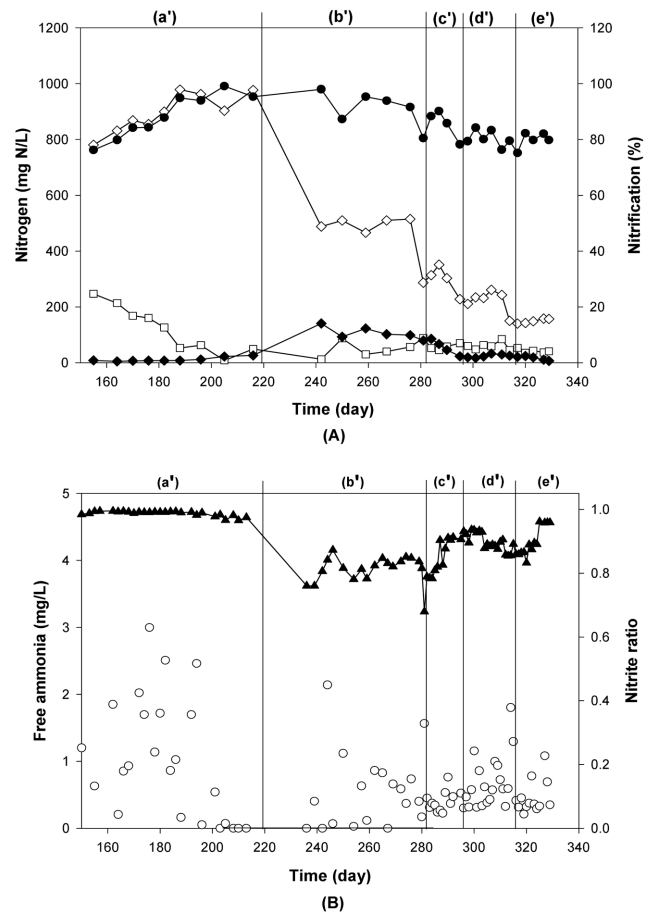 (a') (b') (c') (d') (e')
1200 120
1000 100
800 80
600 60
400 40
200 20
0 0
Nitrogen (mg N/L)
Nitrification (%)
160 180 200 220 240 260 280 300 320 340
Time (day)
(A)
(a') (b') (c') (d') (e')
5
4
3
2
1
0
1.0
0.8
0.6
0.4
0.2
0.0
Free ammonia (mg/L)
Nitrite ratio
160 180 200 220 240 260 280 300 320 340
Time (day)
(B)